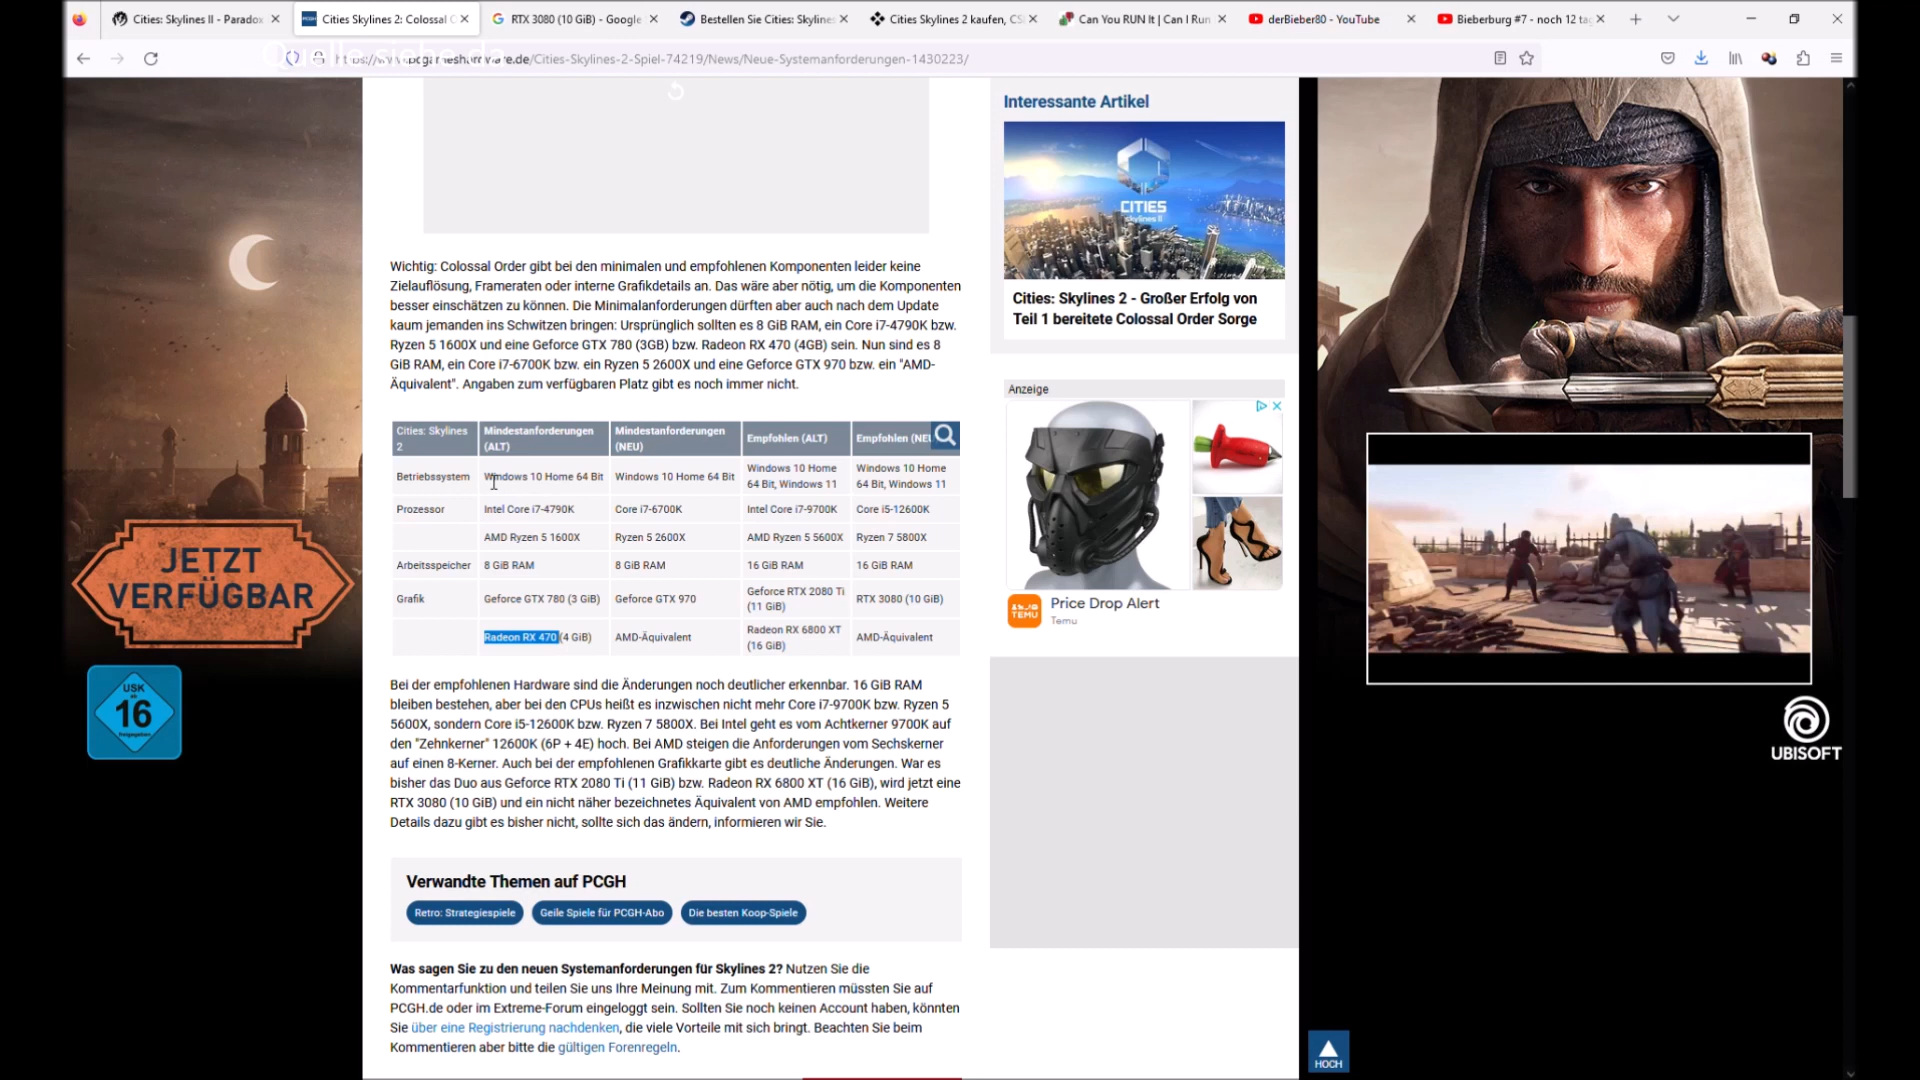 Cities: Skylines II - Paradox
Cities Skylines 2: Colossal O
RTX 3080 (10 GiB) - Google
Bestellen Sie Cities: Skylines
Cities Skylines 2 kaufen, CS
Can You RUN It | Can I Run
derBieber80 - YouTube
Bieberburg #7 - noch 12 tag
Quelle siehe da
https://www.pcgameshardware.de/Cities-Skylines-2-Spiel-74219/News/Neue-Systemanforderungen-1430223/
Interessante Artikel
CITIES
skylines II
Cities: Skylines 2 - Großer Erfolg von
Teil 1 bereitete Colossal Order Sorge
Wichtig: Colossal Order gibt bei den minimalen und empfohlenen Komponenten leider keine
Zielauflösung, Frameraten oder interne Grafikdetails an. Das wäre aber nötig, um die Komponenten
besser einschätzen zu können. Die Minimalanforderungen dürften aber auch nach dem Update
kaum jemanden ins Schwitzen bringen: Ursprünglich sollten es 8 GiB RAM, ein Core i7-4790K bzw.
Ryzen 5 1600X und eine Geforce GTX 780 (3GB) bzw. Radeon RX 470 (4GB) sein. Nun sind es 8
GiB RAM, ein Core i7-6700K bzw. ein Ryzen 5 2600X und eine Geforce GTX 970 bzw. ein "AMD-
Äquivalent". Angaben zum verfügbaren Platz gibt es noch immer nicht.
Cities: Skylines 2 Mindestanforderungen (ALT) Mindestanforderungen (NEU) Empfohlen (ALT) Empfohlen (NEU
Betriebssystem Windows 10 Home 64 Bit Windows 10 Home 64 Bit Windows 10 Home 64 Bit, Windows 11 Windows 10 Home 64 Bit, Windows 11
Prozessor Intel Core i7-4790K Core i7-6700K Intel Core i7-9700K Core i5-12600K
AMD Ryzen 5 1600X Ryzen 5 2600X AMD Ryzen 5 5600X Ryzen 7 5800X
Arbeitsspeicher 8 GiB RAM 8 GiB RAM 16 GiB RAM 16 GiB RAM
Grafik Geforce GTX 780 (3 GiB) Geforce GTX 970 Geforce RTX 2080 Ti (11 GiB) RTX 3080 (10 GiB)
Radeon RX 470 (4 GiB) AMD-Äquivalent Radeon RX 6800 XT (16 GiB) AMD-Äquivalent
Bei der empfohlenen Hardware sind die Änderungen noch deutlicher erkennbar. 16 GiB RAM
bleiben bestehen, aber bei den CPUs heißt es inzwischen nicht mehr Core i7-9700K bzw. Ryzen 5
5600X, sondern Core i5-12600K bzw. Ryzen 7 5800X. Bei Intel geht es vom Achtkerner 9700K auf
den "Zehnkerner" 12600K (6P + 4E) hoch. Bei AMD steigen die Anforderungen vom Sechskerner
auf einen 8-Kerner. Auch bei der empfohlenen Grafikkarte gibt es deutliche Änderungen. War es
bisher das Duo aus Geforce RTX 2080 Ti (11 GiB) bzw. Radeon RX 6800 XT (16 GiB), wird jetzt eine
RTX 3080 (10 GiB) und ein nicht näher bezeichnetes Äquivalent von AMD empfohlen. Weitere
Details dazu gibt es bisher nicht, sollte sich das ändern, informieren wir Sie.
Verwandte Themen auf PCGH
Retro: Strategiespiele
Geile Spiele für PCGH-Abo
Die besten Koop-Spiele
Was sagen Sie zu den neuen Systemanforderungen für Skylines 2? Nutzen Sie die
Kommentarfunktion und teilen Sie uns Ihre Meinung mit. Zum Kommentieren müssten Sie auf
PCGH.de oder im Extreme-Forum eingeloggt sein. Sollten Sie noch keinen Account haben, könnten
Sie über eine Registrierung nachdenken, die viele Vorteile mit sich bringt. Beachten Sie beim
Kommentieren aber bitte die gültigen Forenregeln.
Anzeige
TEMU
Price Drop Alert
Temu
JETZT
VERFÜGBAR
USK
ab
16
freigegeben
UBISOFT
HOCH